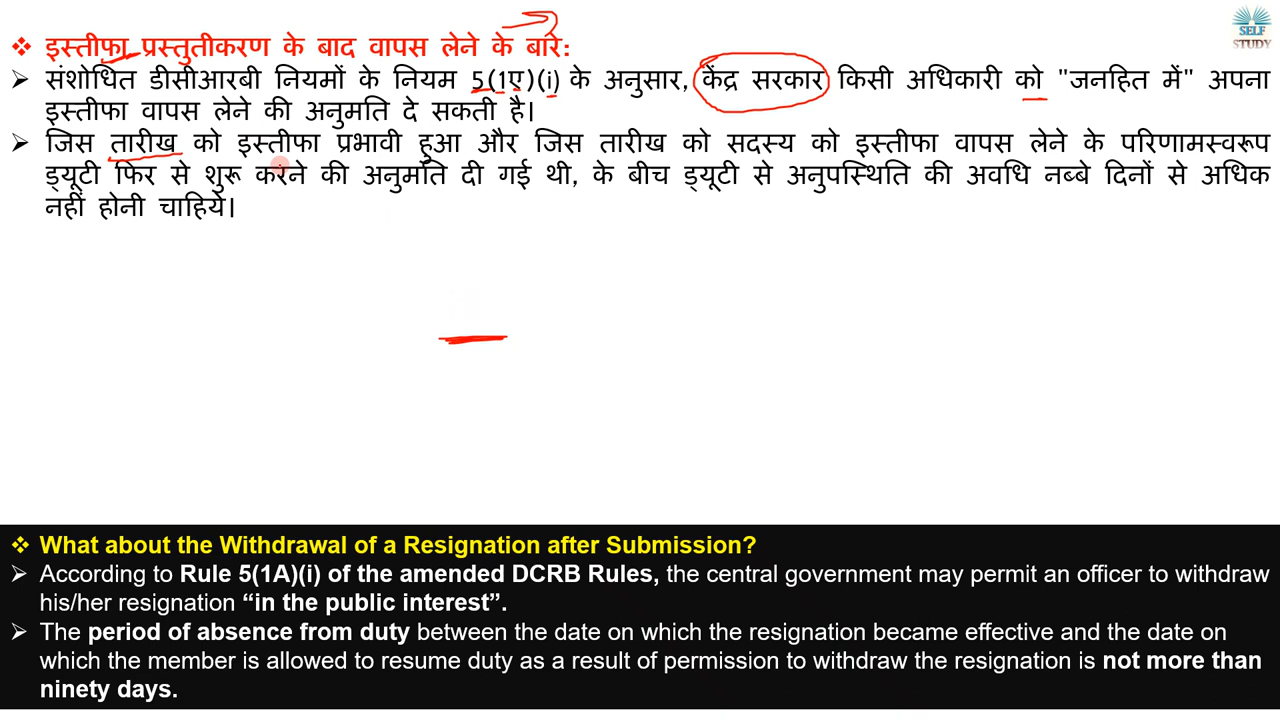 ❖ इस्तीफा प्रस्तुतीकरण के बाद वापस लेने के बारे:
SELF
STUDY
➢ संशोधित डीसीआरबी नियमों के नियम 5(1ए)(i) के अनुसार, केंद्र सरकार किसी अधिकारी को "जनहित में" अपना
इस्तीफा वापस लेने की अनुमति दे सकती है।
➢ जिस तारीख को इस्तीफा प्रभावी हुआ और जिस तारीख को सदस्य को इस्तीफा वापस लेने के परिणामस्वरूप
ड्यूटी फिर से शुरू करने की अनुमति दी गई थी, के बीच ड्यूटी से अनुपस्थिति की अवधि नब्बे दिनों से अधिक
नहीं होनी चाहिये।
❖ What about the Withdrawal of a Resignation after Submission?
➢ According to Rule 5(1A)(i) of the amended DCRB Rules, the central government may permit an officer to withdraw
his/her resignation “in the public interest”.
➢ The period of absence from duty between the date on which the resignation became effective and the date on
which the member is allowed to resume duty as a result of permission to withdraw the resignation is not more than
ninety days.